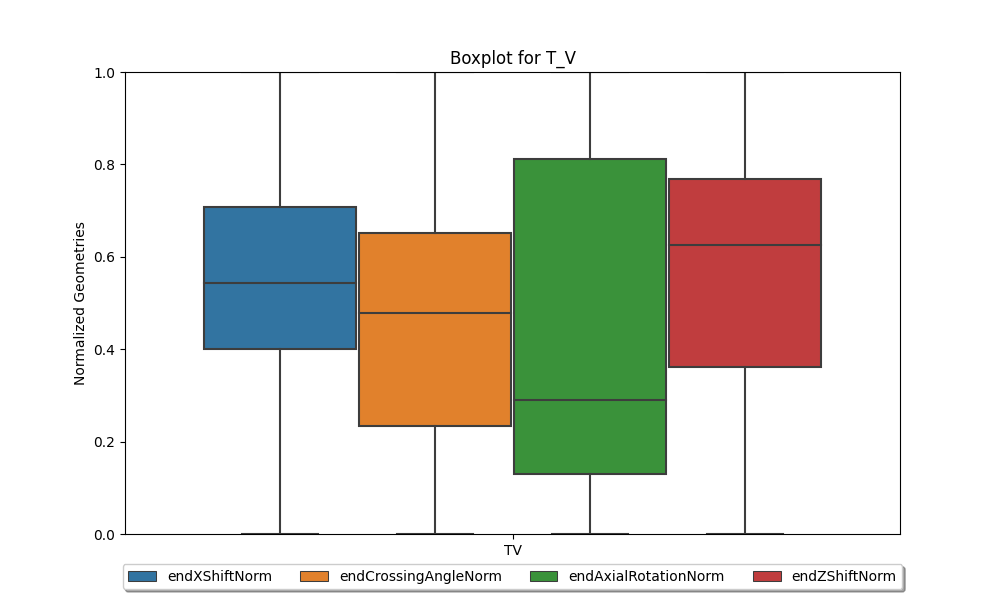 Boxplot for T_V
1.0
0.8
0.6
0.4
0.2
0.0
Normalized Geometries
TV
endXShiftNorm
endCrossingAngleNorm
endAxialRotationNorm
endZShiftNorm